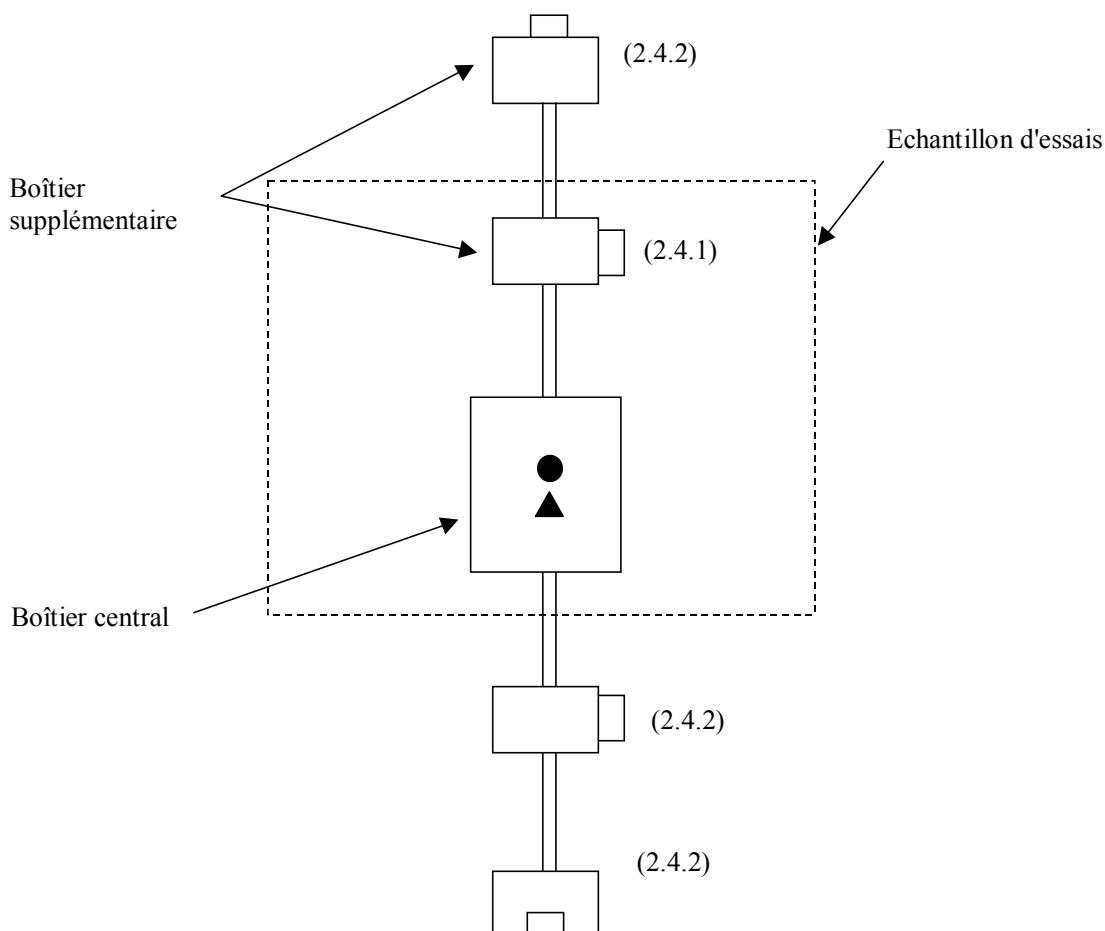 (2.4.2)
Echantillon d'essais
Boîtier
supplémentaire
(2.4.1)
Boîtier central
(2.4.2)
(2.4.2)